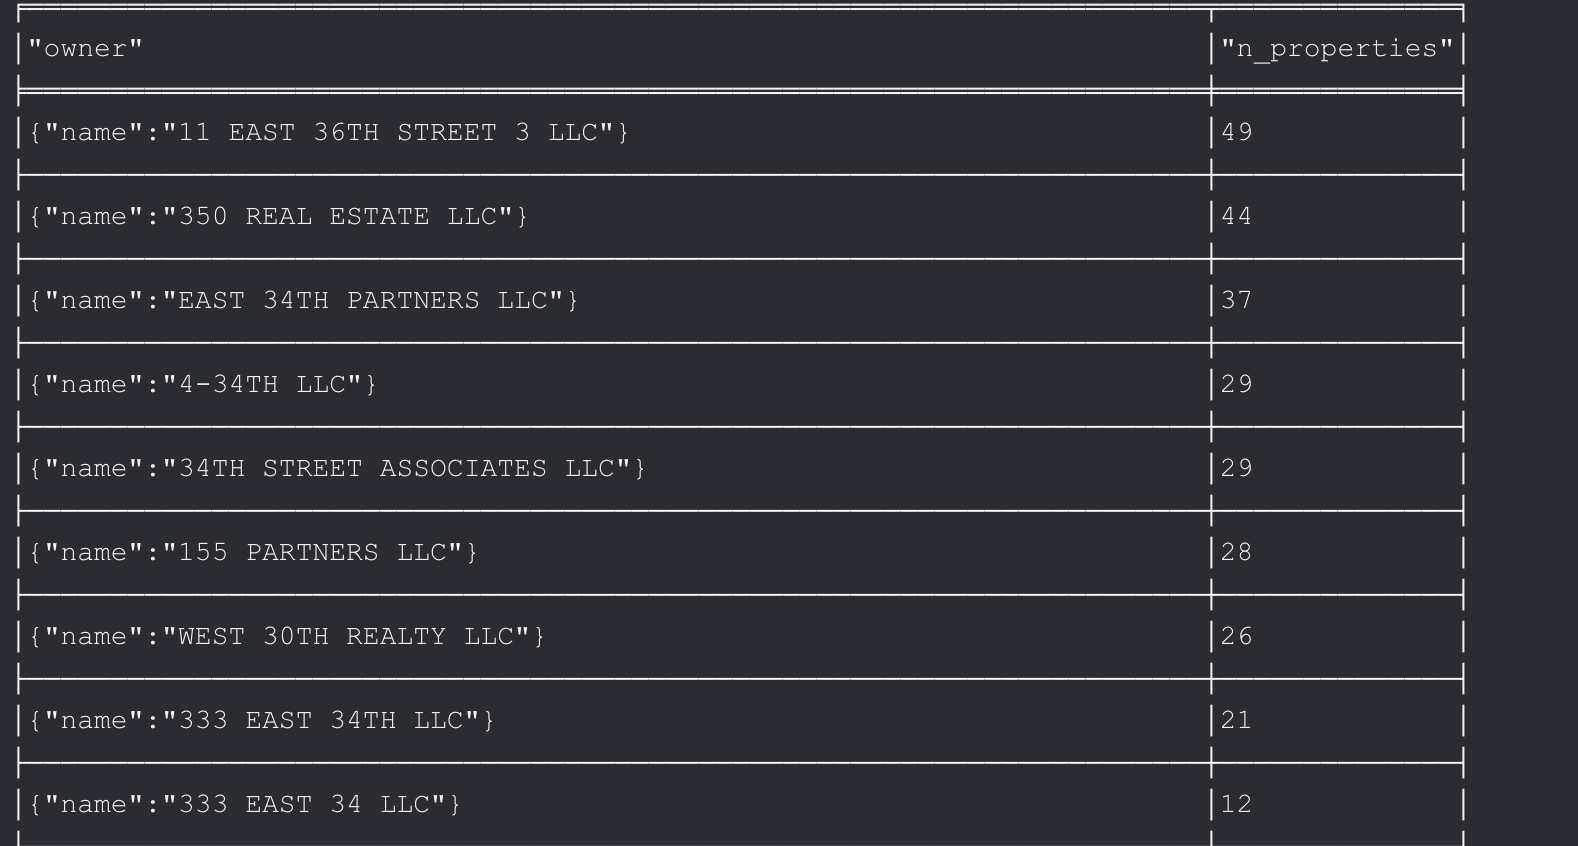 "owner" "n_properties"
{"name":"11 EAST 36TH STREET 3 LLC"} 49
{"name":"350 REAL ESTATE LLC"} 44
{"name":"EAST 34TH PARTNERS LLC"} 37
{"name":"4-34TH LLC"} 29
{"name":"34TH STREET ASSOCIATES LLC"} 29
{"name":"155 PARTNERS LLC"} 28
{"name":"WEST 30TH REALTY LLC"} 26
{"name":"333 EAST 34TH LLC"} 21
{"name":"333 EAST 34 LLC"} 12